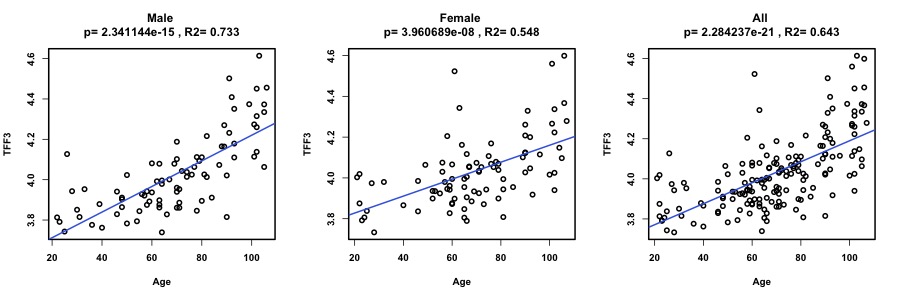 Male
p= 2.341144e-15 , R2= 0.733
TFF3
4.6
4.4
4.2
4.0
3.8
20 40 60 80 100
Age
Female
p= 3.960689e-08 , R2= 0.548
TFF3
4.6
4.4
4.2
4.0
3.8
20 40 60 80 100
Age
All
p= 2.284237e-21 , R2= 0.643
TFF3
4.6
4.4
4.2
4.0
3.8
20 40 60 80 100
Age